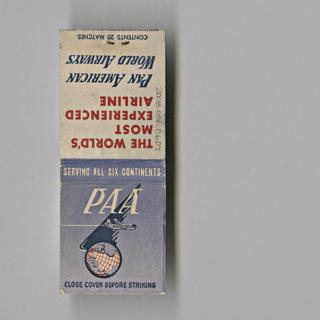 CONTENTS 20 MATCHES
PAN AMERICAN
WORLD AIRWAYS
THE WORLD'S
MOST
EXPERIENCED
AIRLINE
SERVING ALL SIX CONTINENTS
PAA
CLOSE COVER BEFORE STRIKING